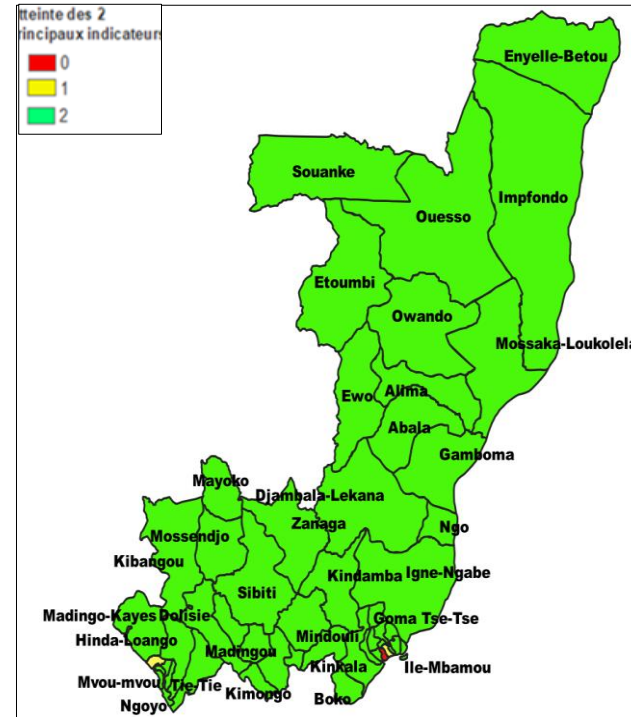 tteinte des 2
rincipaux indicateurs
0
1
2
Enyelle-Betou
Souanke
Impfondo
Ouesso
Etoumbi
Owando
Mossaka-Loukolela
Alima
Ewo
Abala
Gamboma
Mayoko
Djambala-Lekana
Zanaga
Ngo
Mossendjo
Kibangou
Kindamba
Igne-Ngabe
Sibiti
Madingo-Kayes
Dolisie
Goma Tse-Tse
Hinda-Loango
Mindouli
Madingou
Kinkala
Ile-Mbamou
Mvou-mvou
Tie-Tie
Kimongo
Boko
Ngoyo